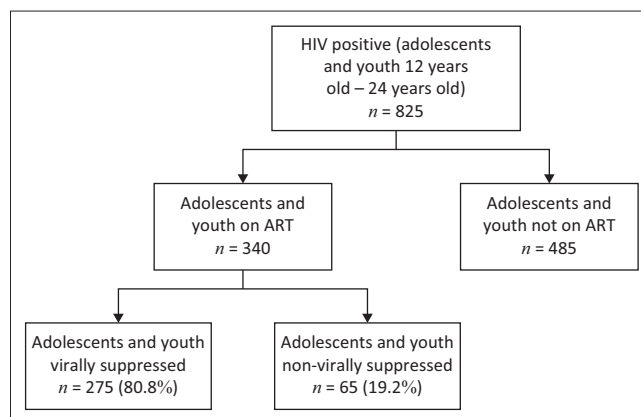 HIV positive (adolescents
and youth 12 years
old – 24 years old)
n = 825
Adolescents and
youth on ART
n = 340
Adolescents and
youth not on ART
n = 485
Adolescents and youth
virally suppressed
n = 275 (80.8%)
Adolescents and youth
non-virally suppressed
n = 65 (19.2%)